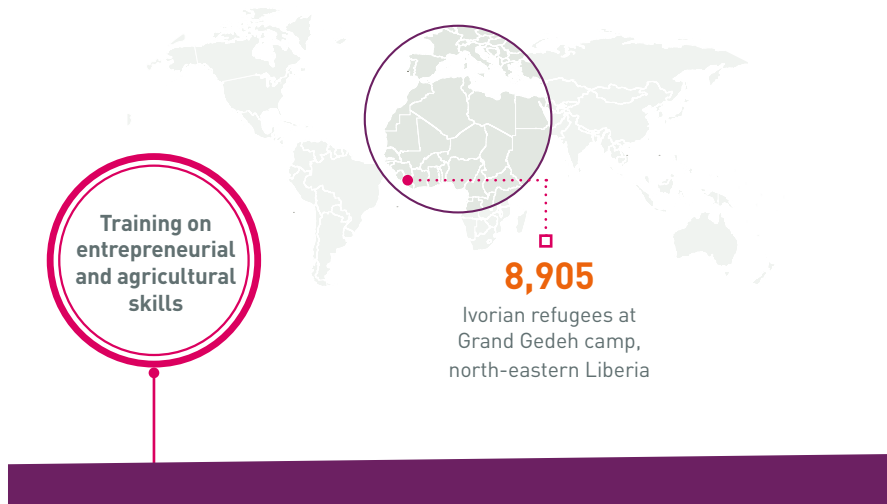 Training on
entrepreneurial
and agricultural
skills
8,905
Ivorian refugees at
Grand Gedeh camp,
north-eastern Liberia